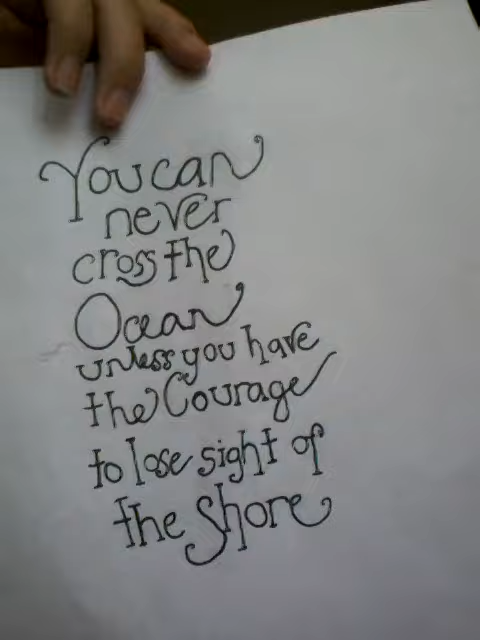 You can
never
cross the
Ocean
unless you have
the Courage
to lose sight of
the Shore